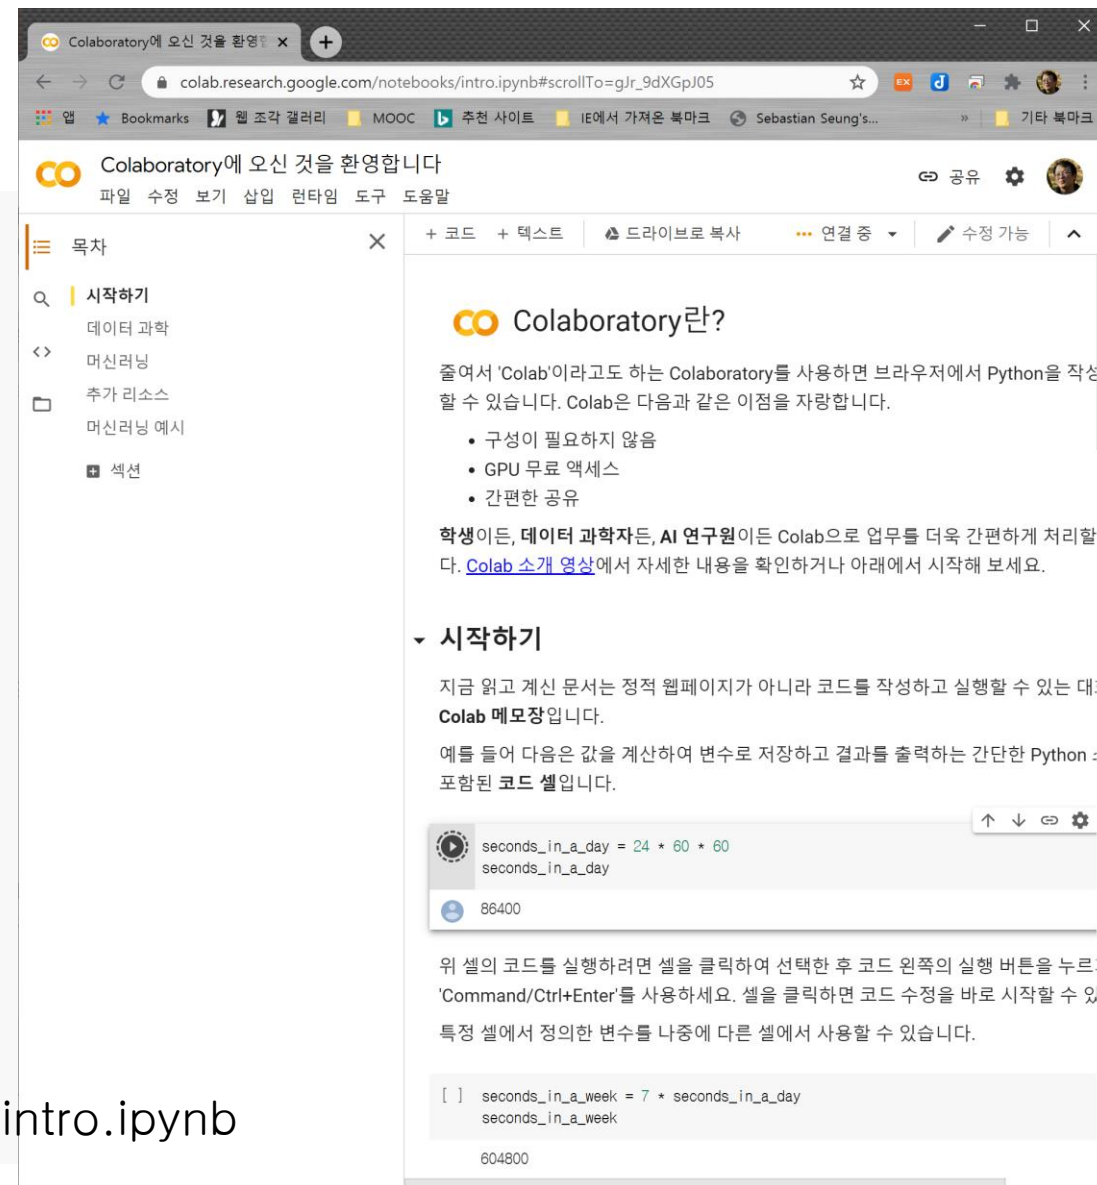 Colaboratory에 오신 것을 환영합
colab.research.google.com/notebooks/intro.ipynb#scrollTo=gJr_9dXGpJ05
앱 Bookmarks 웹 조각 갤러리 MOOC 추천 사이트 IE에서 가져온 북마크 Sebastian Seung's... » 기타 북마크
Colaboratory에 오신 것을 환영합니다
공유
파일 수정 보기 삽입 런타임 도구 도움말
목차
시작하기
데이터 과학
머신러닝
추가 리소스
머신러닝 예시
섹션
+ 코드 + 텍스트 드라이브로 복사 ... 연결 중 수정 가능
CO Colaboratory란?
줄여서 'Colab'이라고도 하는 Colaboratory를 사용하면 브라우저에서 Python을 작성
할 수 있습니다. Colab은 다음과 같은 이점을 자랑합니다.
• 구성이 필요하지 않음
• GPU 무료 액세스
• 간편한 공유
학생이든, 데이터 과학자든, AI 연구원이든 Colab으로 업무를 더욱 간편하게 처리할
다. Colab 소개 영상에서 자세한 내용을 확인하거나 아래에서 시작해 보세요.
시작하기
지금 읽고 계신 문서는 정적 웹페이지가 아니라 코드를 작성하고 실행할 수 있는
Colab 메모장입니다.
예를 들어 다음은 값을 계산하여 변수로 저장하고 결과를 출력하는 간단한 Python
포함된 코드 셀입니다.
seconds_in_a_day = 24 * 60 * 60
seconds_in_a_day
86400
위 셀의 코드를 실행하려면 셀을 클릭하여 선택한 후 코드 왼쪽의 실행 버튼을
'Command/Ctrl+Enter'를 사용하세요. 셀을 클릭하면 코드 수정을 바로 시작할 수
특정 셀에서 정의한 변수를 나중에 다른 셀에서 사용할 수 있습니다.
[ ] seconds_in_a_week = 7 * seconds_in_a_day
seconds_in_a_week
604800
intro.ipynb